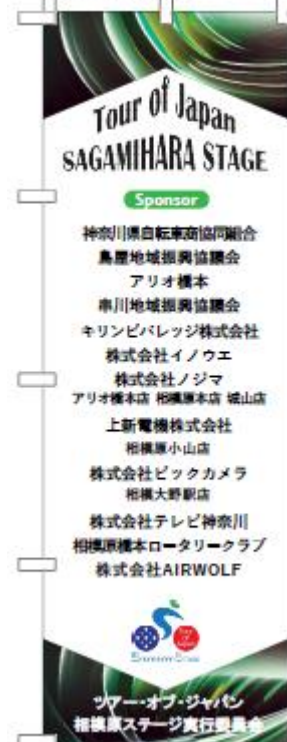 Tour of Japan
SAGAMIHARA STAGE
Sponsor
神奈川県自転車商協同組合
鳥屋地域振興協議会
アリオ橋本
串川地域振興協議会
キリンビバレッジ株式会社
株式会社イノウエ
株式会社ノジマ
アリオ橋本店 相模原本店 城山店
上新電機株式会社
相模原小山店
株式会社ビックカメラ
相模大野駅店
株式会社テレビ神奈川
相模原橋本ロータリークラブ
株式会社AIRWOLF
Tour of Japan
ツアー・オブ・ジャパン
相模原ステージ実行委員会